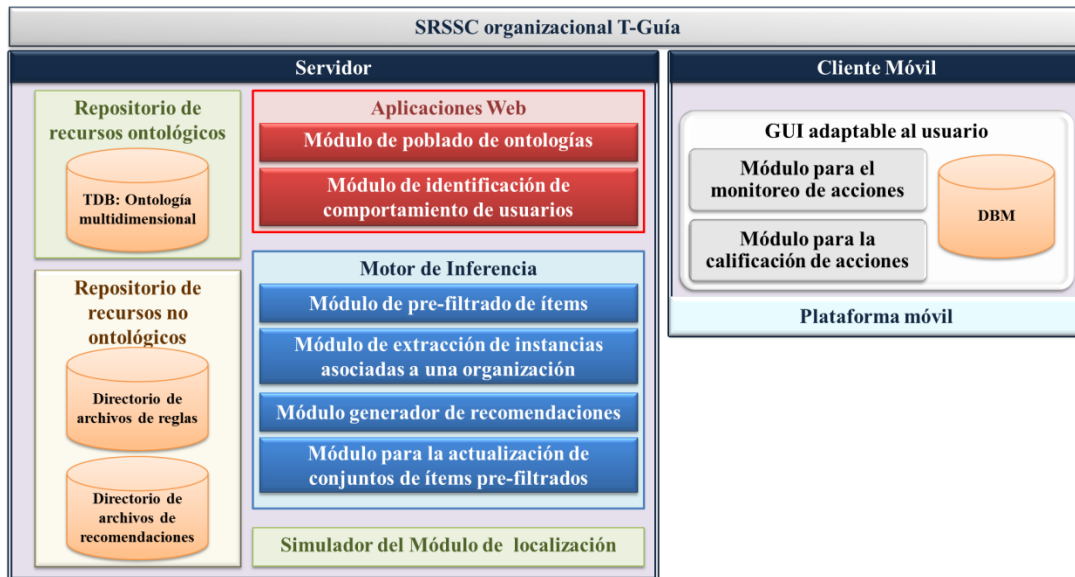 SRSSC organizacional T-Guía
Servidor
Repositorio de
recursos ontológicos
TDB: Ontología
multidimensional
Repositorio de
recursos no
ontológicos
Directorio de
archivos de reglas
Directorio de
archivos de
recomendaciones
Aplicaciones Web
Módulo de poblado de ontologías
Módulo de identificación de
comportamiento de usuarios
Motor de Inferencia
Módulo de pre-filtrado de ítems
Módulo de extracción de instancias
asociadas a una organización
Módulo generador de recomendaciones
Módulo para la actualización de
conjuntos de ítems pre-filtrados
Simulador del Módulo de localización
Cliente Móvil
GUI adaptable al usuario
Módulo para el
monitoreo de acciones
Módulo para la
calificación de acciones
DBM
Plataforma móvil